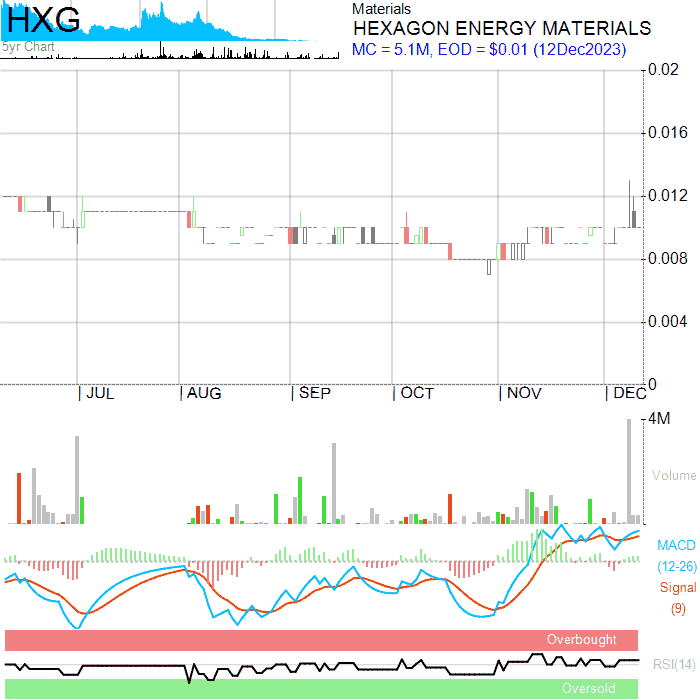 HXG
5yr Chart
Materials
HEXAGON ENERGY MATERIALS
MC = 5.1M, EOD = $0.01 (12Dec2023)
0.02
0.016
0.012
0.008
0.004
0
JUL AUG SEP OCT NOV DEC
4M
Volume
MACD
(12-26)
Signal
(9)
Overbought
RSI(14)
Oversold